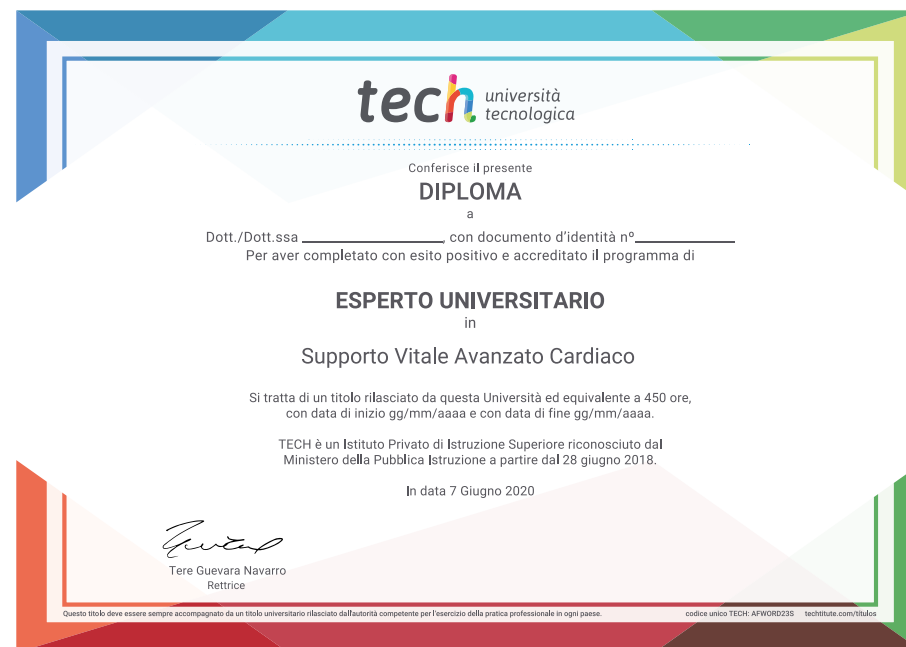 tech università
tecnologica
Conferisce il presente
DIPLOMA
a
Dott./Dott.ssa ________________, con documento d'identità nº____________
Per aver completato con esito positivo e accreditato il programma di
ESPERTO UNIVERSITARIO
in
Supporto Vitale Avanzato Cardiaco
Si tratta di un titolo rilasciato da questa Università ed equivalente a 450 ore,
con data di inizio gg/mm/aaaa e con data di fine gg/mm/aaaa.
TECH è un Istituto Privato di Istruzione Superiore riconosciuto dal
Ministero della Pubblica Istruzione a partire dal 28 giugno 2018.
In data 7 Giugno 2020
Tere Guevara Navarro
Rettrice
Questo titolo deve essere sempre accompagnato da un titolo universitario rilasciato dall'autorità competente per l'esercizio della pratica professionale in ogni paese. codice unico TECH: AFWORD23S techtitute.com/titulos